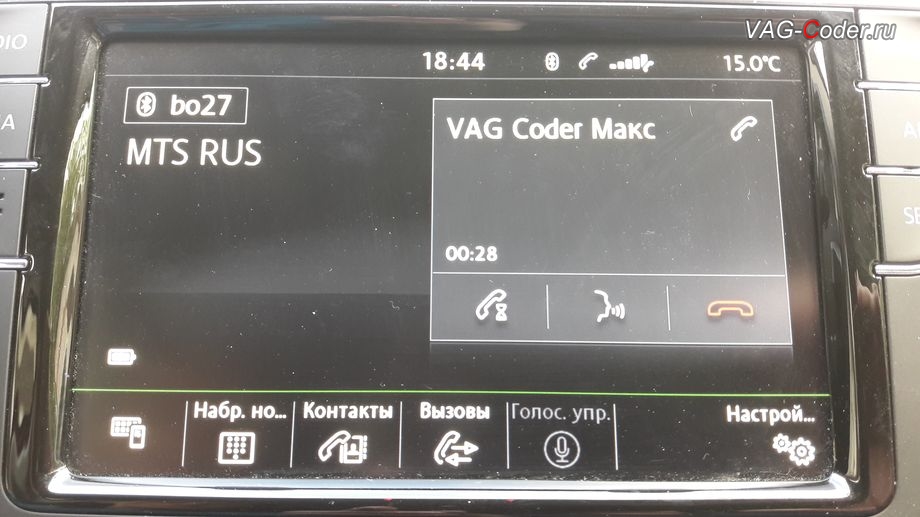 VAG-Coder.ru
DIO
18:44
15.0°C
bo27
MTS RUS
VAG Coder Макс
00:28
Набр. но...
Контакты
Вызовы
Голос. упр.
Настрой...